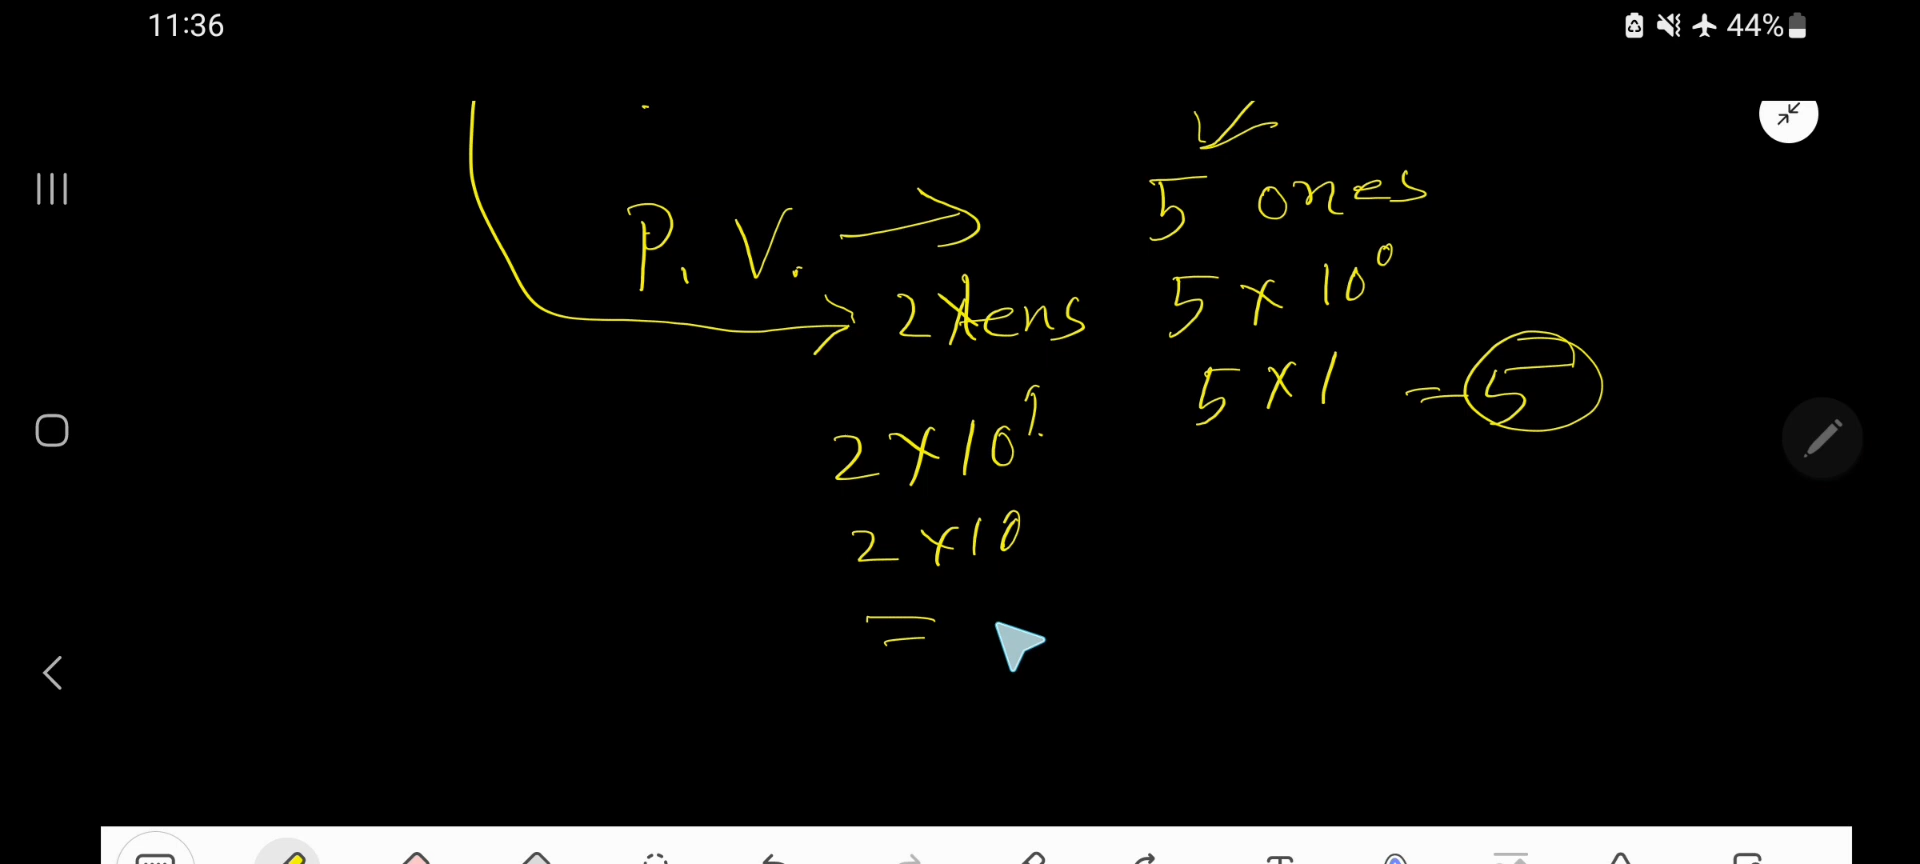 11:36
44%
5 ones
P. V. →
2 × tens
5 × 10⁰
5 × 1 = 5
2 × 10¹
2 × 10
=